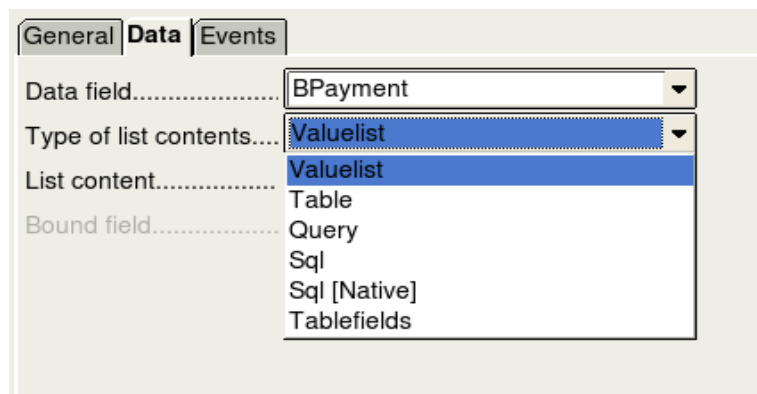 General Data Events
Data field.................... BPayment
Type of list contents.... Valuelist
List content................. Valuelist
Table
Bound field.................. Query
Sql
Sql [Native]
Tablefields